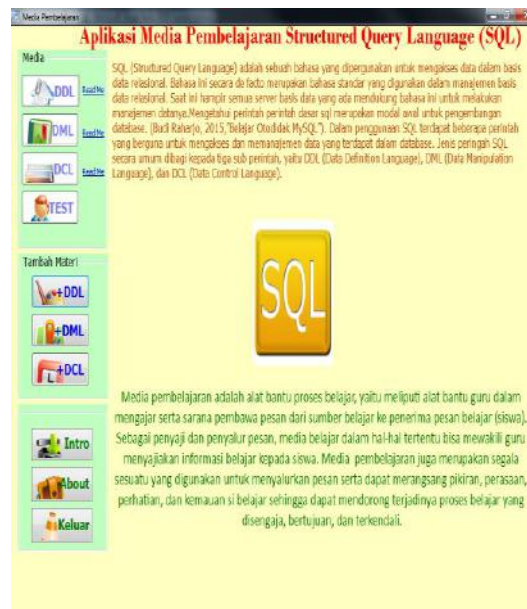 Media Pembelajaran
Aplikasi Media Pembelajaran Structured Query Language (SQL)
Media
DDL Read Me
DML Read Me
DCL Read Me
TEST
SQL (Structured Query Language) adalah sebuah bahasa yang dipergunakan untuk mengakses data dalam basis
data relasional. Bahasa ini secara de facto merupakan bahasa standar yang digunakan dalam manajemen basis
data relasional. Saat ini hampir semua server basis data yang ada mendukung bahasa ini untuk melakukan
manajemen datanya.Mengetahui perintah perintah dasar sql merupakan modal awal untuk pengembangan
database. (Budi Raharjo, 2015,"Belajar Otodidak MySQL"). Dalam penggunaan SQL terdapat beberapa perintah
yang berguna untuk mengakses dan memanajemen data yang terdapat dalam database. Jenis peringah SQL
secara umum dibagi kepada tiga sub perintah, yaitu DDL (Data Definition Language), DML (Data Manipulation
Language), dan DCL (Data Control Language).
SQL
Tambah Materi
+DDL
+DML
+DCL
Intro
About
Keluar
Media pembelajaran adalah alat bantu proses belajar, yaitu meliputi alat bantu guru dalam
mengajar serta sarana pembawa pesan dari sumber belajar ke penerima pesan belajar (siswa).
Sebagai penyaji dan penyalur pesan, media belajar dalam hal-hal tertentu bisa mewakili guru
menyajikan informasi belajar kepada siswa. Media pembelajaran juga merupakan segala
sesuatu yang digunakan untuk menyalurkan pesan serta dapat merangsang pikiran, perasaan,
perhatian, dan kemauan si belajar sehingga dapat mendorong terjadinya proses belajar yang
disengaja, bertujuan, dan terkendali.